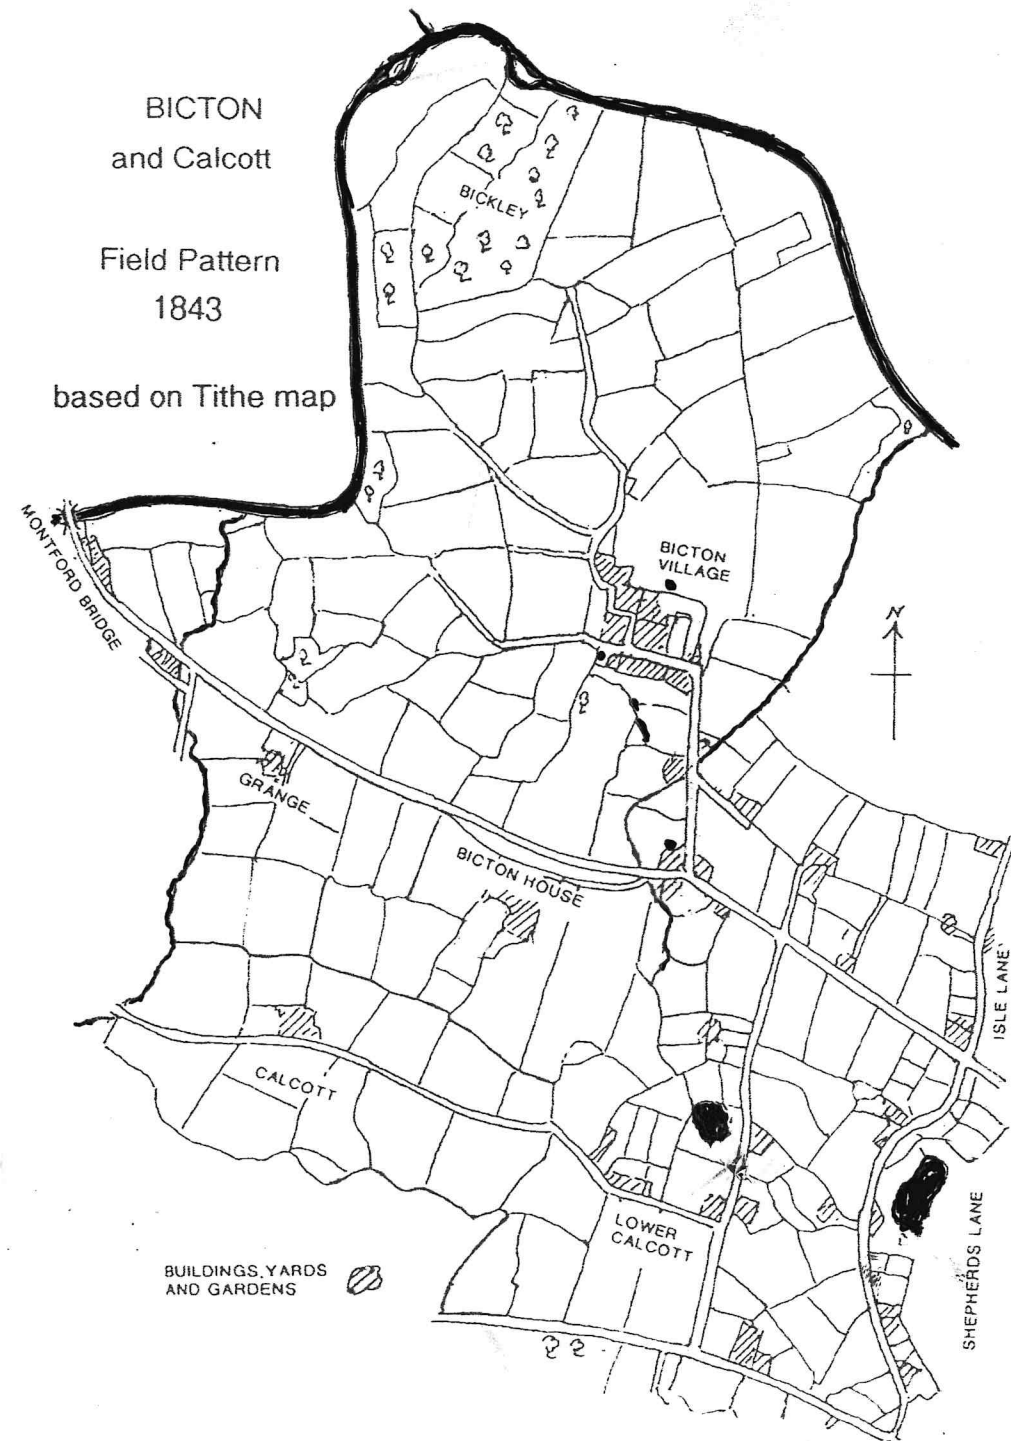 BICTON
and Calcott
Field Pattern
1843
based on Tithe map
BICKLEY
MONTFORD BRIDGE
BICTON
VILLAGE
N
GRANGE
BICTON HOUSE
ISLE LANE
CALCOTT
LOWER
CALCOTT
SHEPHERDS LANE
BUILDINGS, YARDS
AND GARDENS